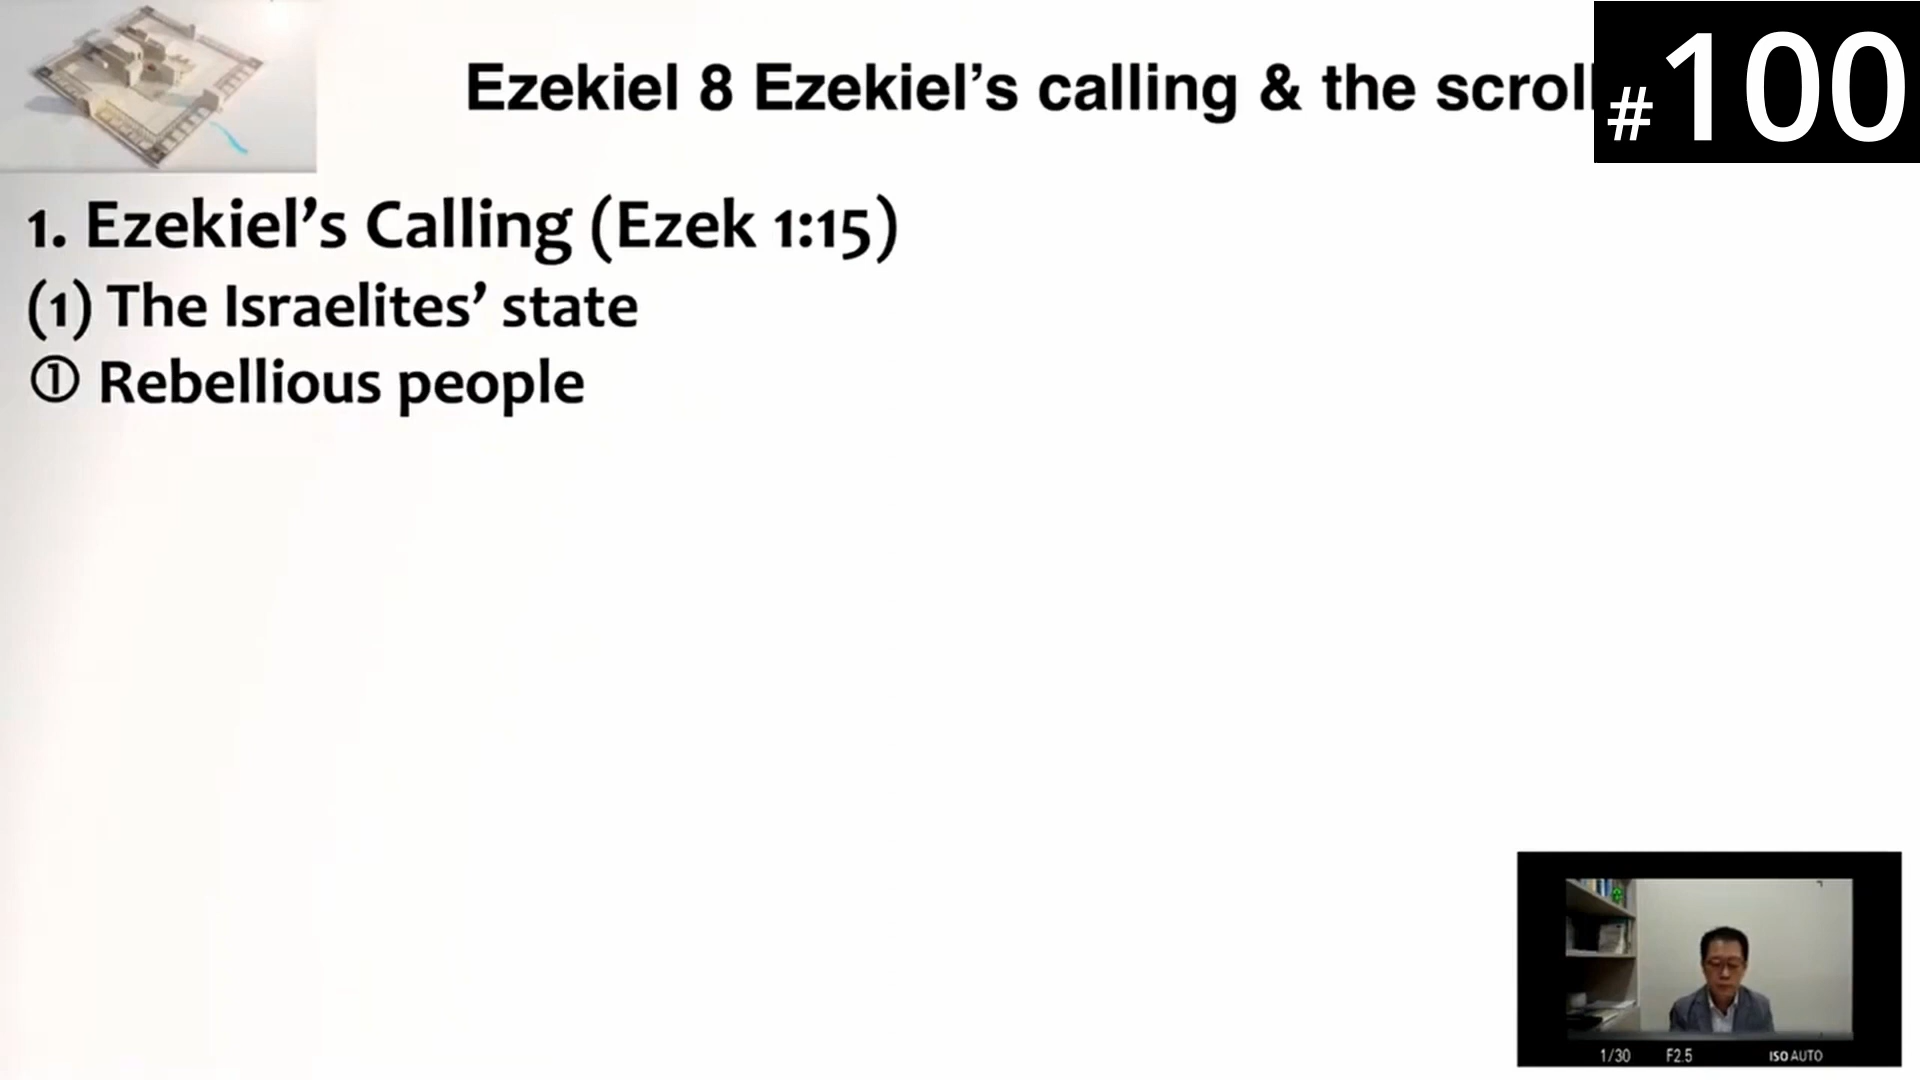 Ezekiel 8 Ezekiel’s calling & the scroll
#100
1. Ezekiel’s Calling (Ezek 1:15)
(1) The Israelites’ state
① Rebellious people
1/30 F2.5 ISO AUTO